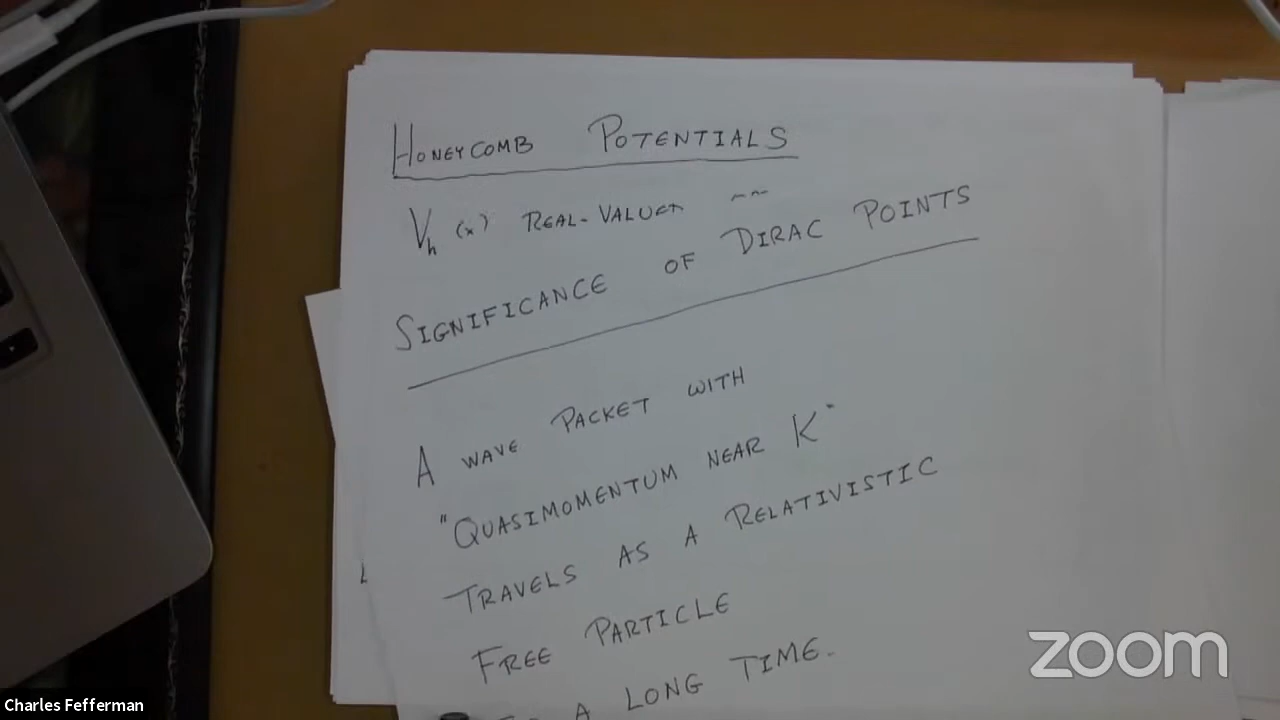 HONEYCOMB POTENTIALS
Vh (x) REAL-VALUED
SIGNIFICANCE OF DIRAC POINTS
A WAVE PACKET WITH
"QUASIMOMENTUM NEAR K"
TRAVELS AS A RELATIVISTIC
FREE PARTICLE
A LONG TIME.
zoom
Charles Fefferman